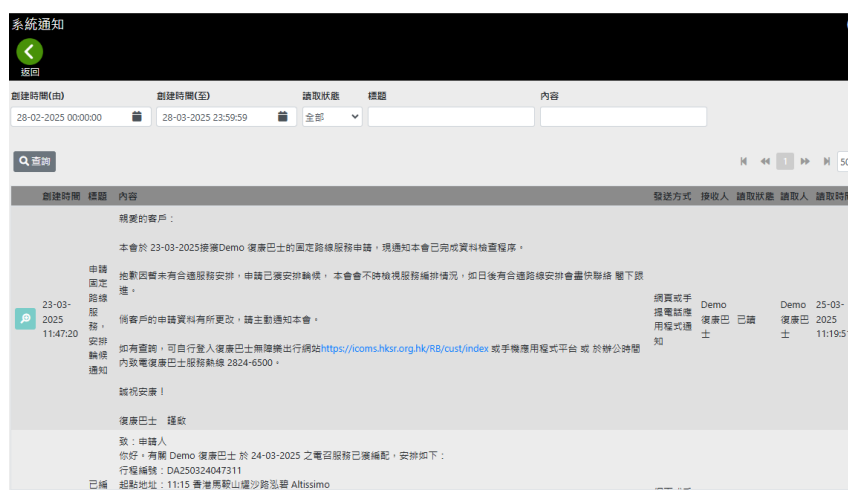 系統通知
返回
創建時間(由) 創建時間(至) 讀取狀態 標題 內容
28-02-2025 00:00:00 28-03-2025 23:59:59 全部
查詢
1 50
創建時間 標題 內容 發送方式 接收人 讀取狀態 讀取人 讀取時間
親愛的客戶：
本會於 23-03-2025接獲Demo 復康巴士的固定路線服務申請，現通知本會已完成資料檢查程序。
抱歉因暫未有合適服務安排，申請已獲安排輪候， 本會會不時檢視服務編排情況，如日後有合適路線安排會盡快聯絡 閣下跟
進。
倘客戶的申請資料有所更改，請主動通知本會。
如有查詢，可自行登入復康巴士無障樂出行網站https://icoms.hksr.org.hk/RB/cust/index 或手機應用程式平台 或 於辦公時間
內致電復康巴士服務熱線 2824-6500。
誠祝安康！
復康巴士 謹啟
23-03-
2025
11:47:20
申請
固定
路線
服
務，
安排
輪候
通知
網頁或手
提電話應
用程式通
知
Demo
復康巴
士
已讀
Demo
復康巴
士
25-03-
2025
11:19:5
致：申請人
你好。有關 Demo 復康巴士 於 24-03-2025 之電召服務已獲編配，安排如下：
行程編號：DA250324047311
已編 起點地址： 11:15 香港馬鞍山耀沙路泓碧 Altissimo